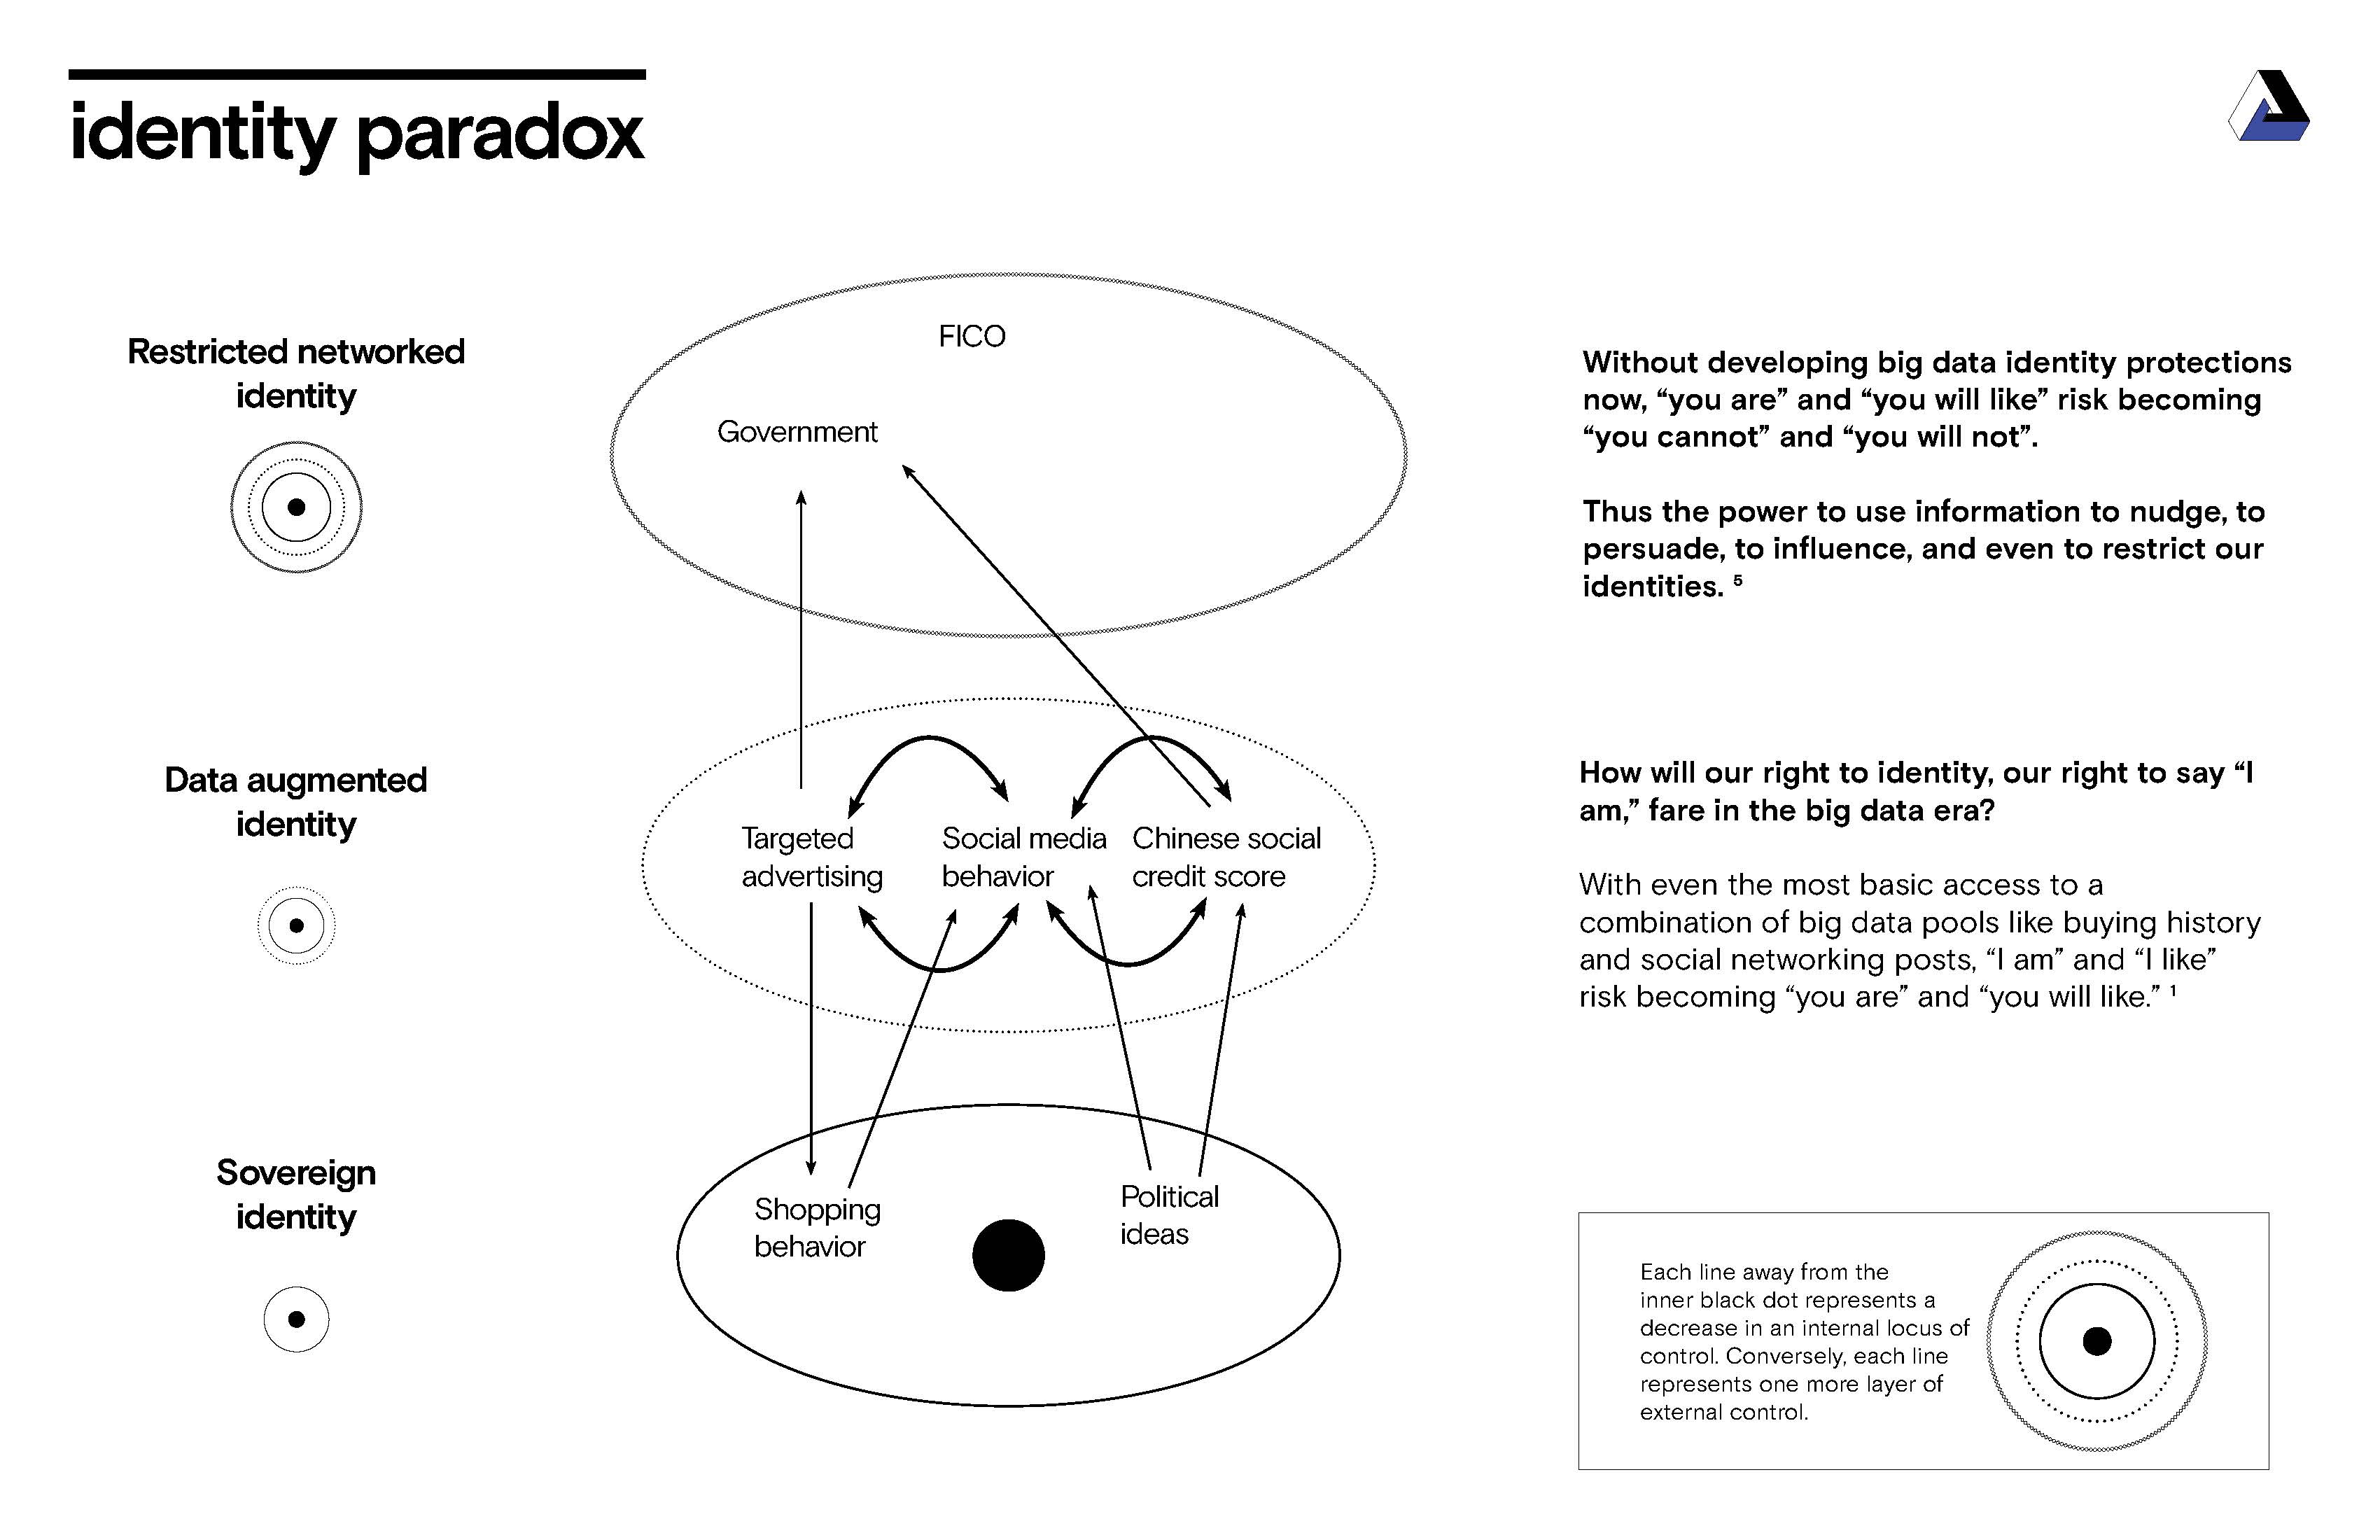 identity paradox
Restricted networked
identity
FICO
Government
Without developing big data identity protections
now, “you are” and “you will like” risk becoming
“you cannot” and “you will not”.
Thus the power to use information to nudge, to
persuade, to influence, and even to restrict our
identities. 5
Data augmented
identity
Targeted
advertising
Social media
behavior
Chinese social
credit score
How will our right to identity, our right to say “I
am,” fare in the big data era?
With even the most basic access to a
combination of big data pools like buying history
and social networking posts, “I am” and “I like”
risk becoming “you are” and “you will like.” 1
Sovereign
identity
Shopping
behavior
Political
ideas
Each line away from the
inner black dot represents a
decrease in an internal locus of
control. Conversely, each line
represents one more layer of
external control.